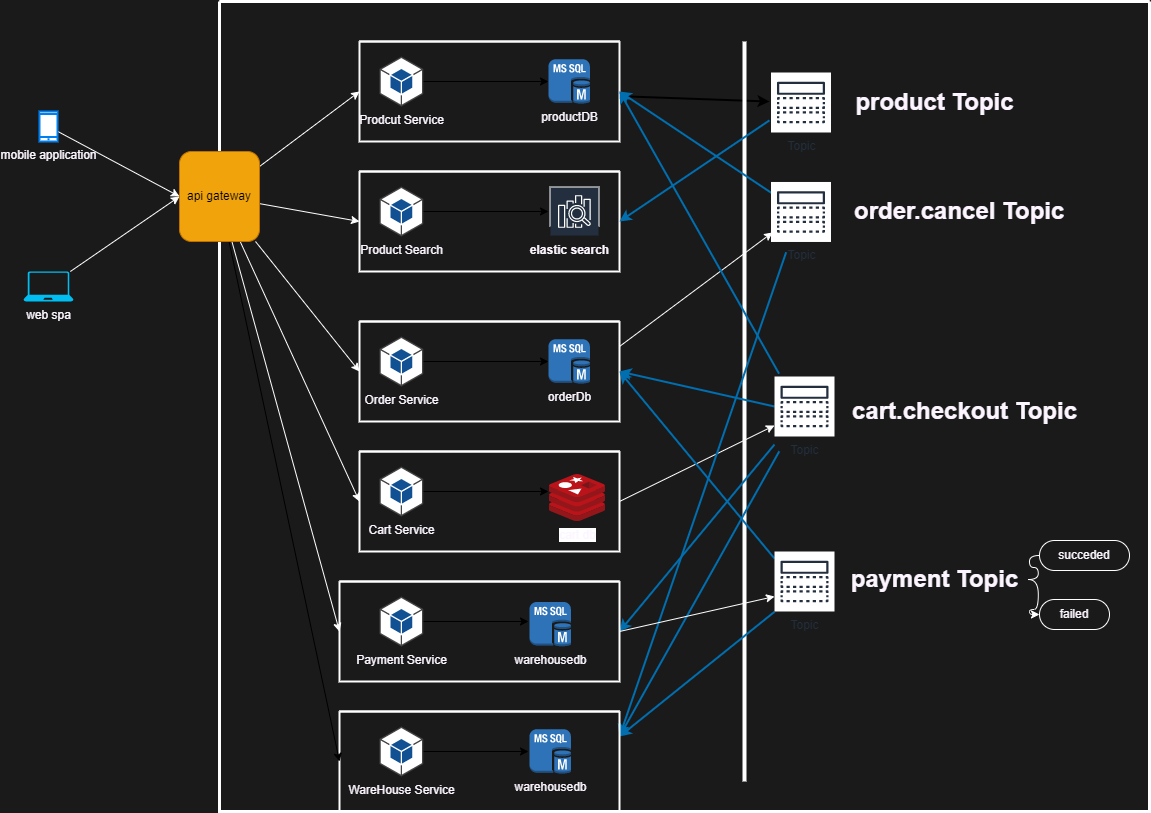 mobile application
web spa
api gateway
Prodcut Service
MS SQL
M
productDB
Product Search
elastic search
Order Service
MS SQL
M
orderDb
Cart Service
Payment Service
MS SQL
M
warehousedb
WareHouse Service
MS SQL
M
warehousedb
product Topic
Topic
order.cancel Topic
Topic
cart.checkout Topic
Topic
payment Topic
Topic
succeded
failed